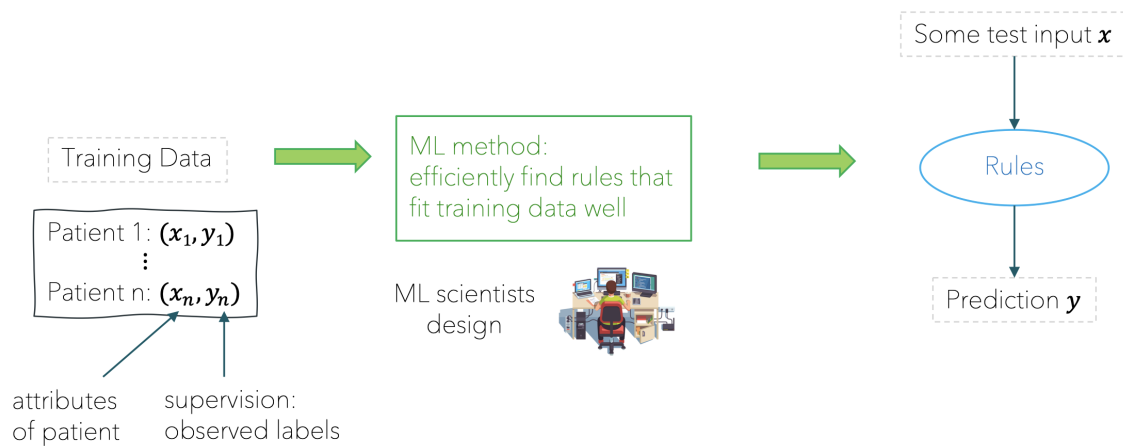 Training Data
Patient 1: (x₁, y₁)
⋮
Patient n: (xₙ, yₙ)
attributes
of patient
supervision:
observed labels
ML method:
efficiently find rules that
fit training data well
ML scientists
design
Some test input x
Rules
Prediction y